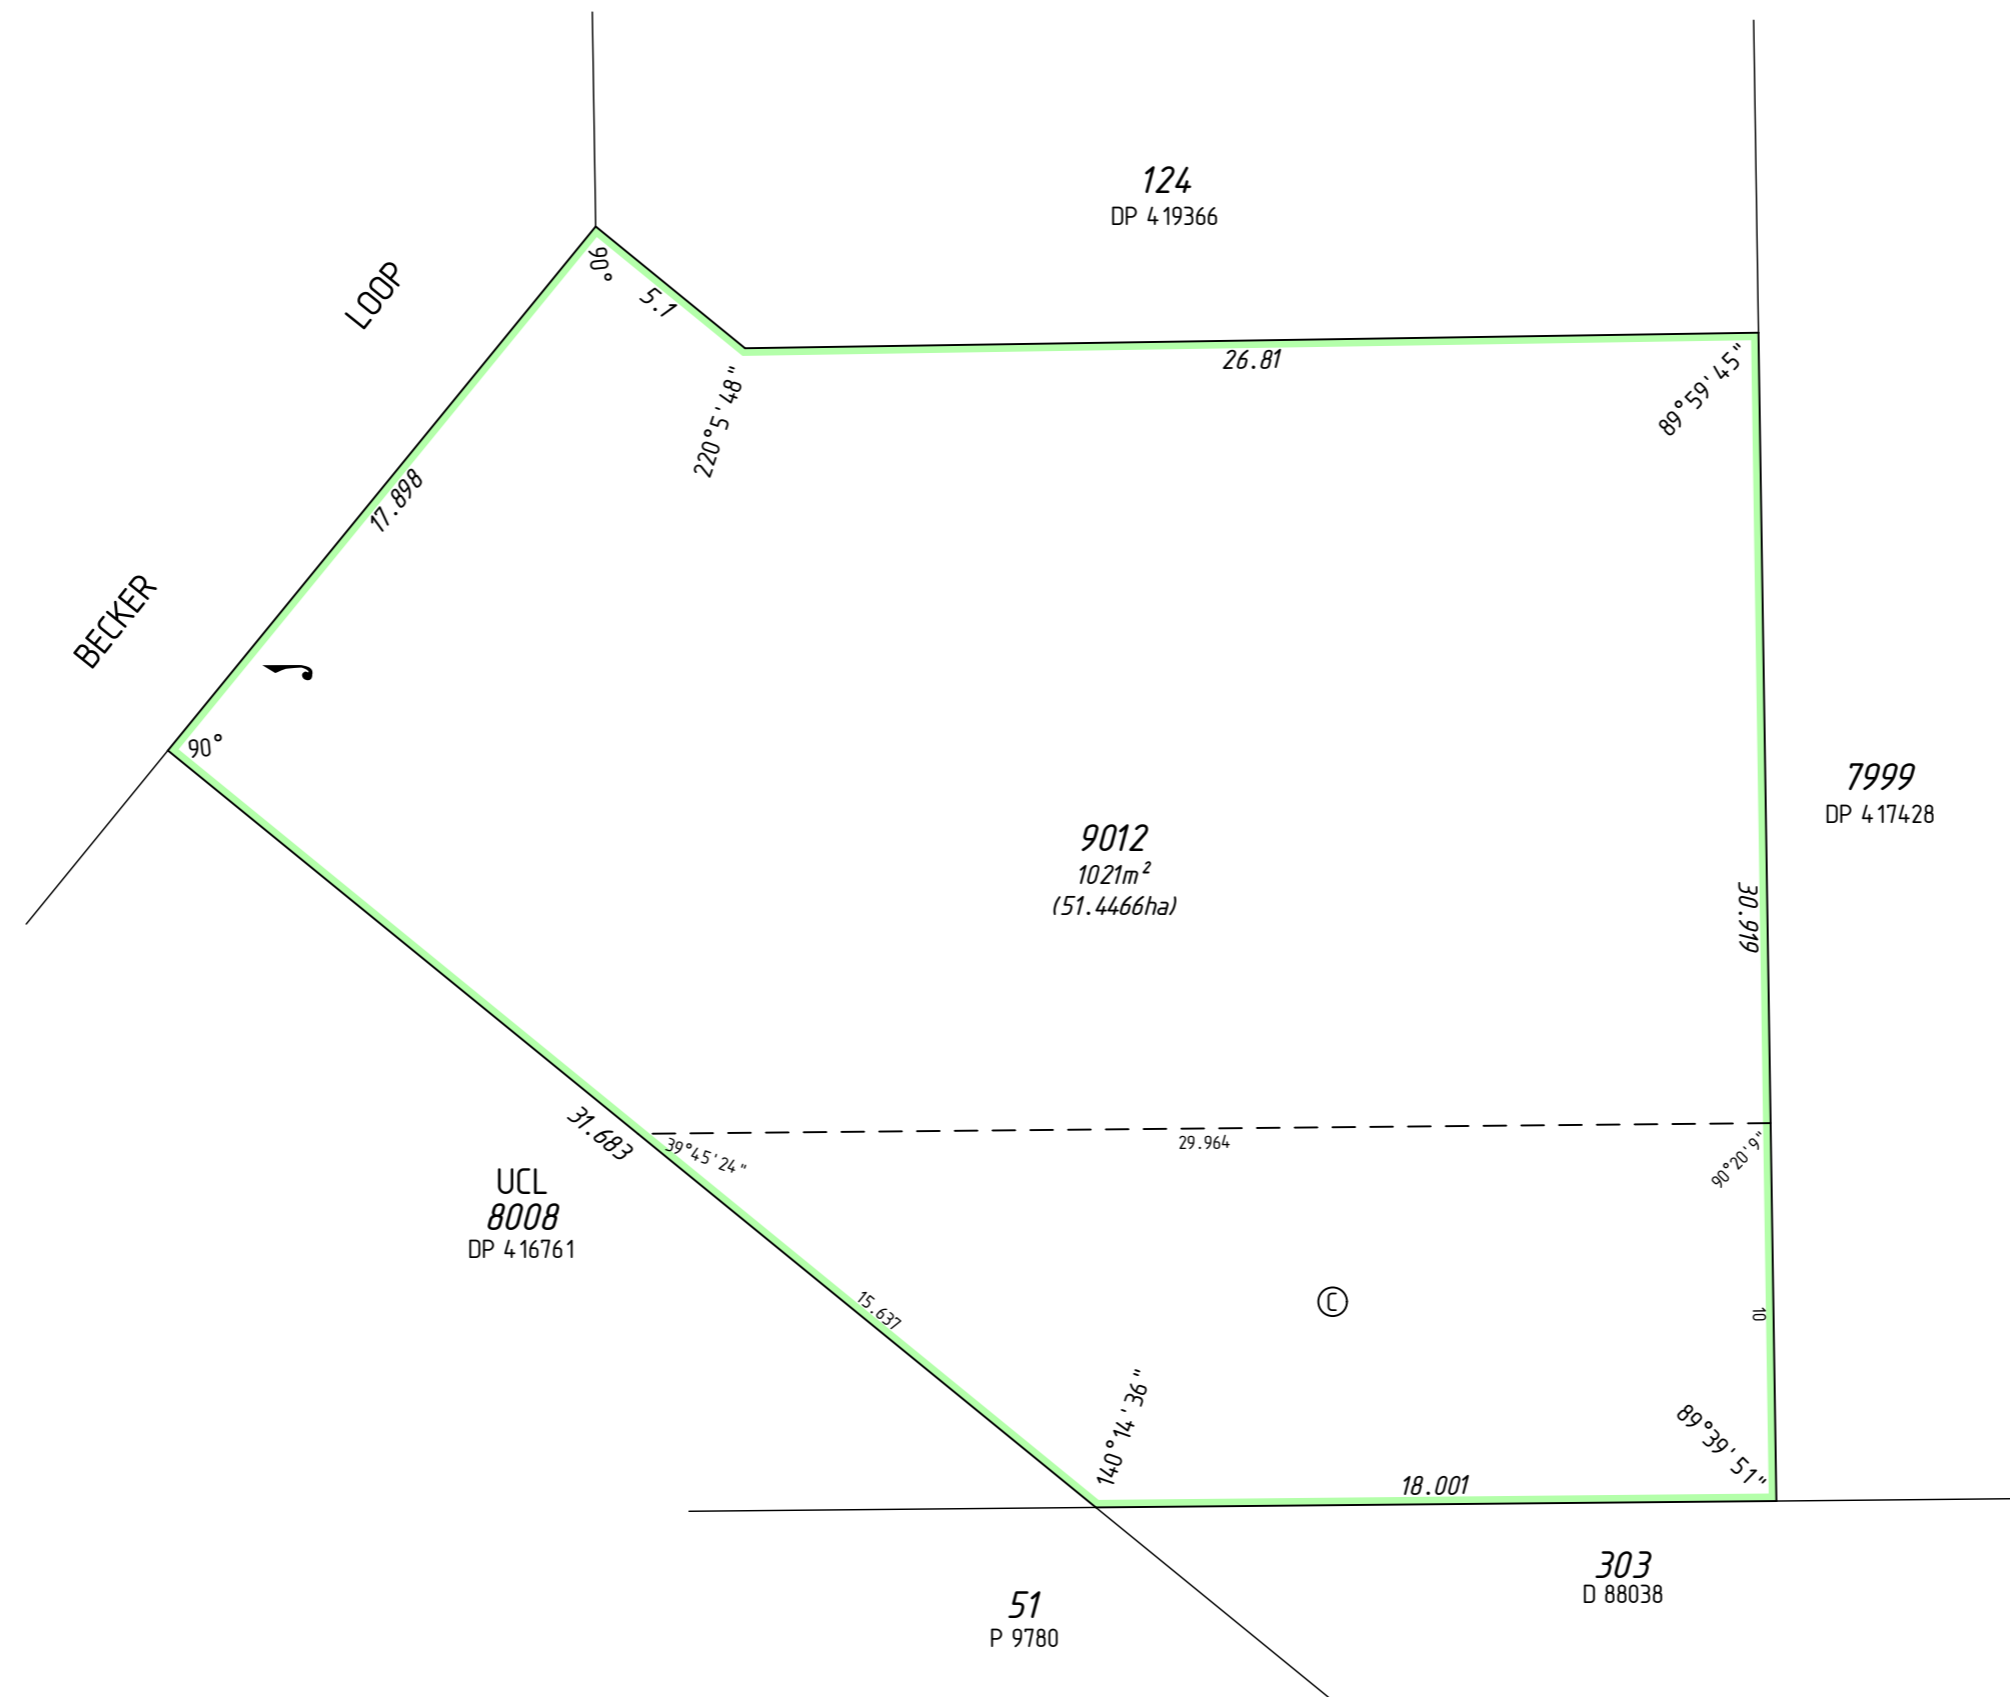 124
DP 419366
LOOP
90°
5.1
26.81
220°5'48"
89°59'45"
17.898
BECKER
90°
9012
1021m²
(51.4466ha)
7999
DP 417428
30.919
31.683
39°45'24"
29.964
90°20'9"
UCL
8008
DP 416761
15.637
C
10
140°14'36"
89°39'51"
18.001
303
D 88038
51
P 9780